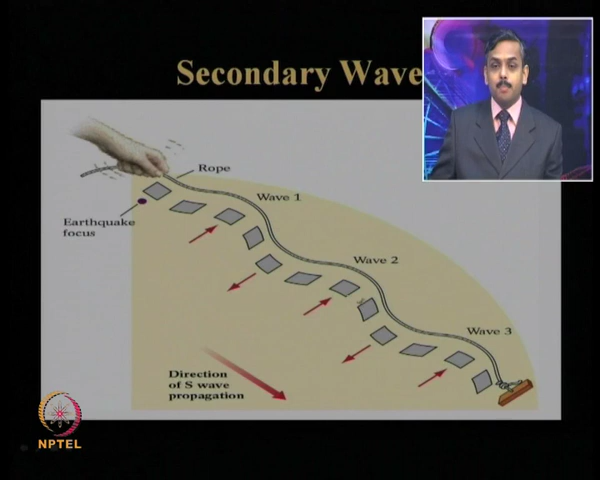 Secondary Wave
Rope
Wave 1
Earthquake
focus
Wave 2
Wave 3
Direction
of S wave
propagation
NPTEL